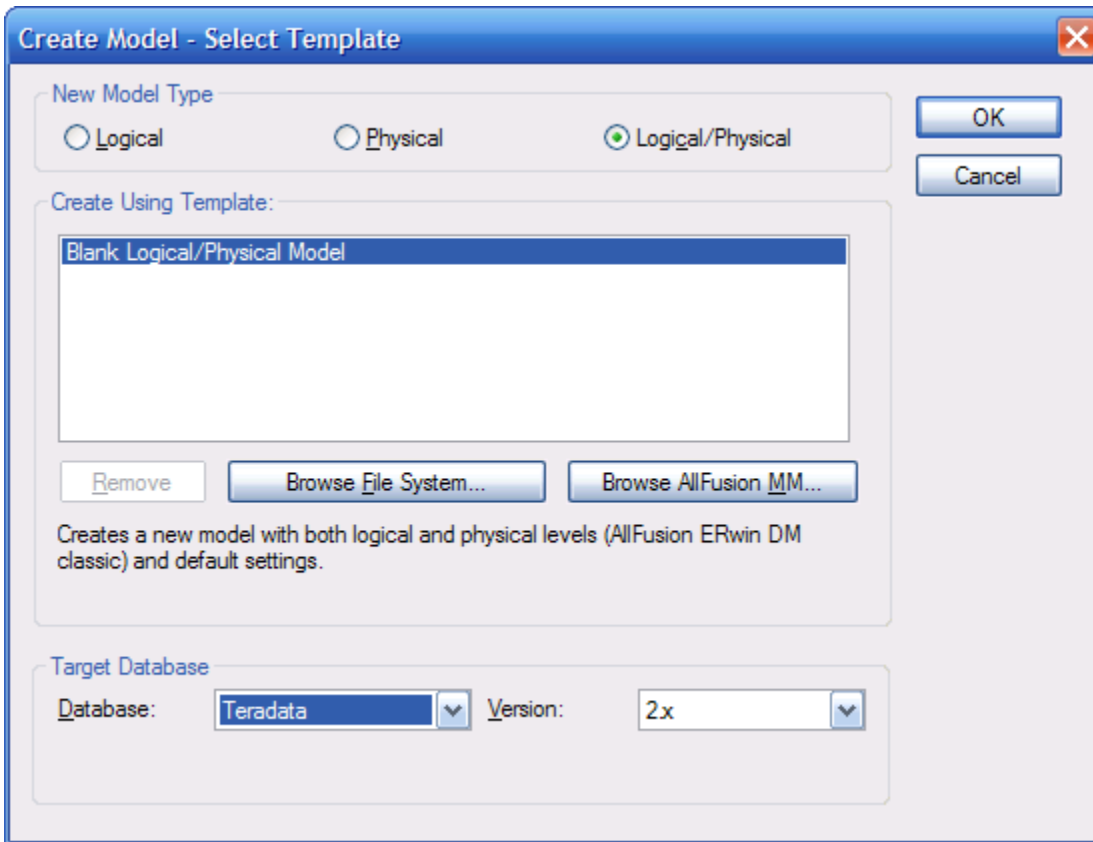 Create Model - Select Template
New Model Type
Logical
Physical
Logical/Physical
OK
Cancel
Create Using Template:
Blank Logical/Physical Model
Remove
Browse File System...
Browse AllFusion MM...
Creates a new model with both logical and physical levels (AllFusion ERwin DM
classic) and default settings.
Target Database
Database:
Teradata
Version:
2.x